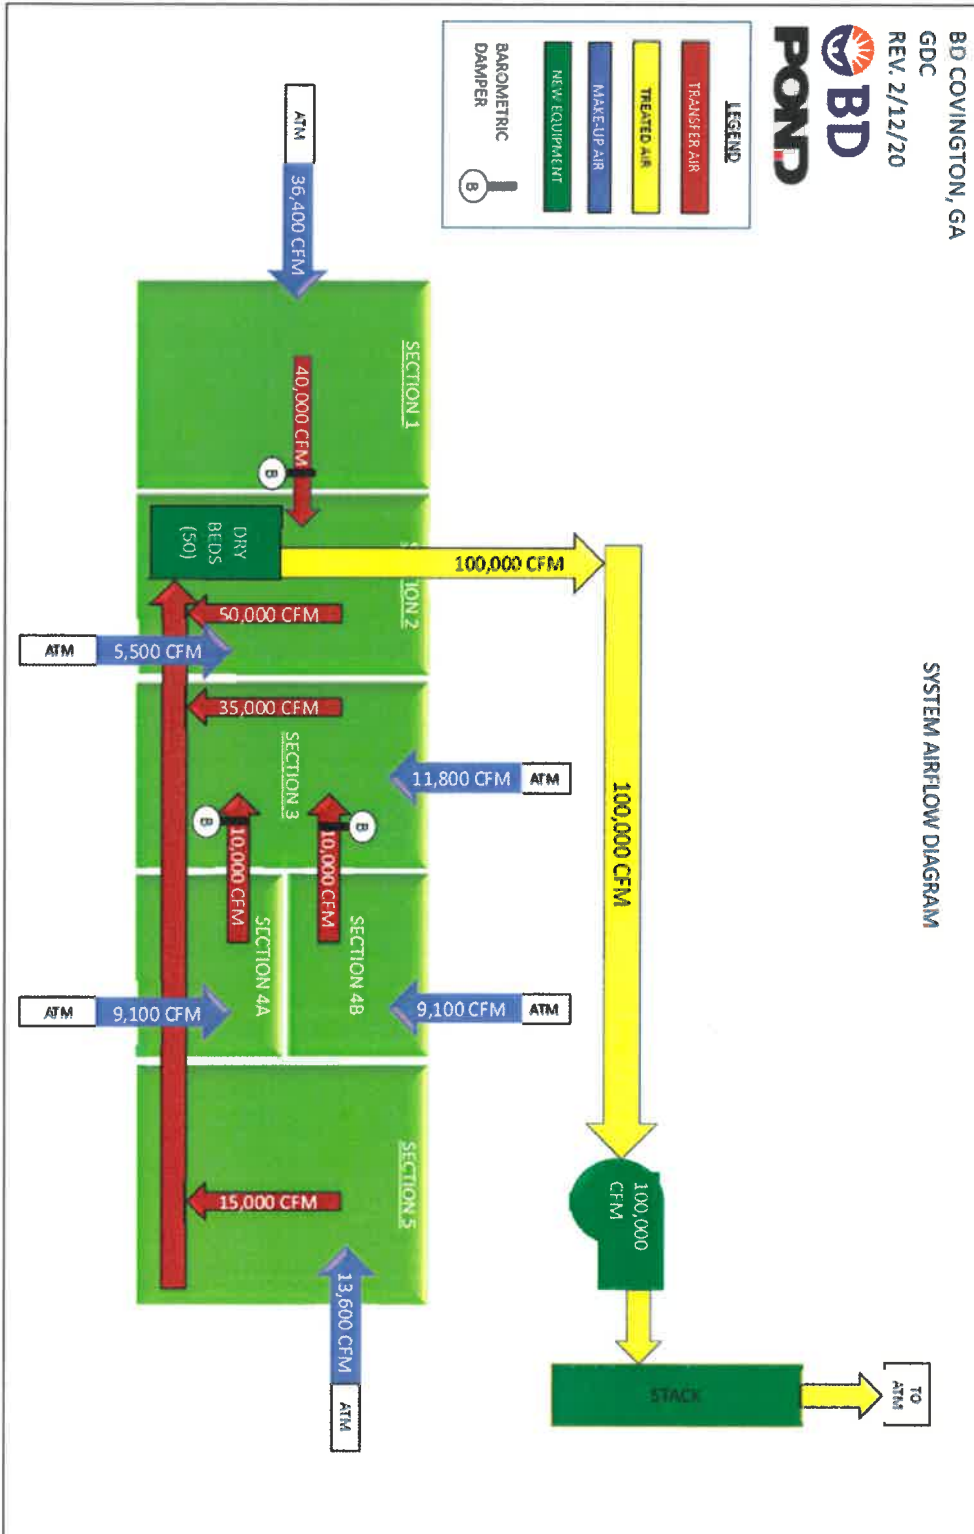 BD COVINGTON, GA
GDC
REV. 2/12/20
BD
POND
SYSTEM AIRFLOW DIAGRAM
LEGEND
TRANSFER AIR
TREATED AIR
MAKE-UP AIR
NEW EQUIPMENT
BAROMETRIC
DAMPER
B
TO
ATM
STACK
100,000
CFM
100,000 CFM
100,000 CFM
ATM
36,400 CFM
SECTION 1
40,000 CFM
B
SECTION 2
DRY
BEDS
(50)
50,000 CFM
ATM
5,500 CFM
35,000 CFM
SECTION 3
ATM
11,800 CFM
B
10,000 CFM
B
10,000 CFM
SECTION 4B
SECTION 4A
ATM
9,100 CFM
ATM
9,100 CFM
SECTION 5
15,000 CFM
13,600 CFM
ATM